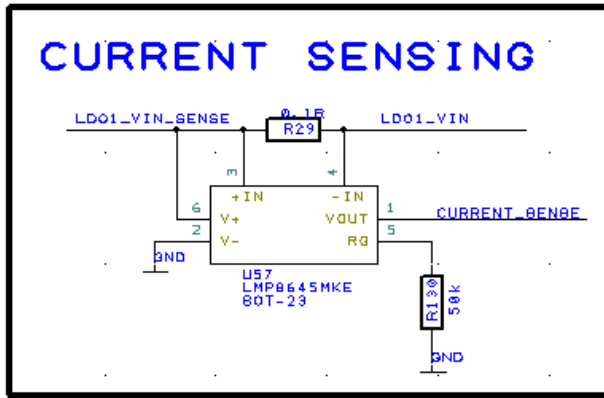 CURRENT SENSING
0.1R
LDO1_VIN_SENSE
R29
LDO1_VIN
3
4
+IN
-IN
6
V+
VOUT
1
CURRENT_SENSE
2
V-
RG
5
GND
U57
LMP8645MKE
SOT-23
R130
50k
GND